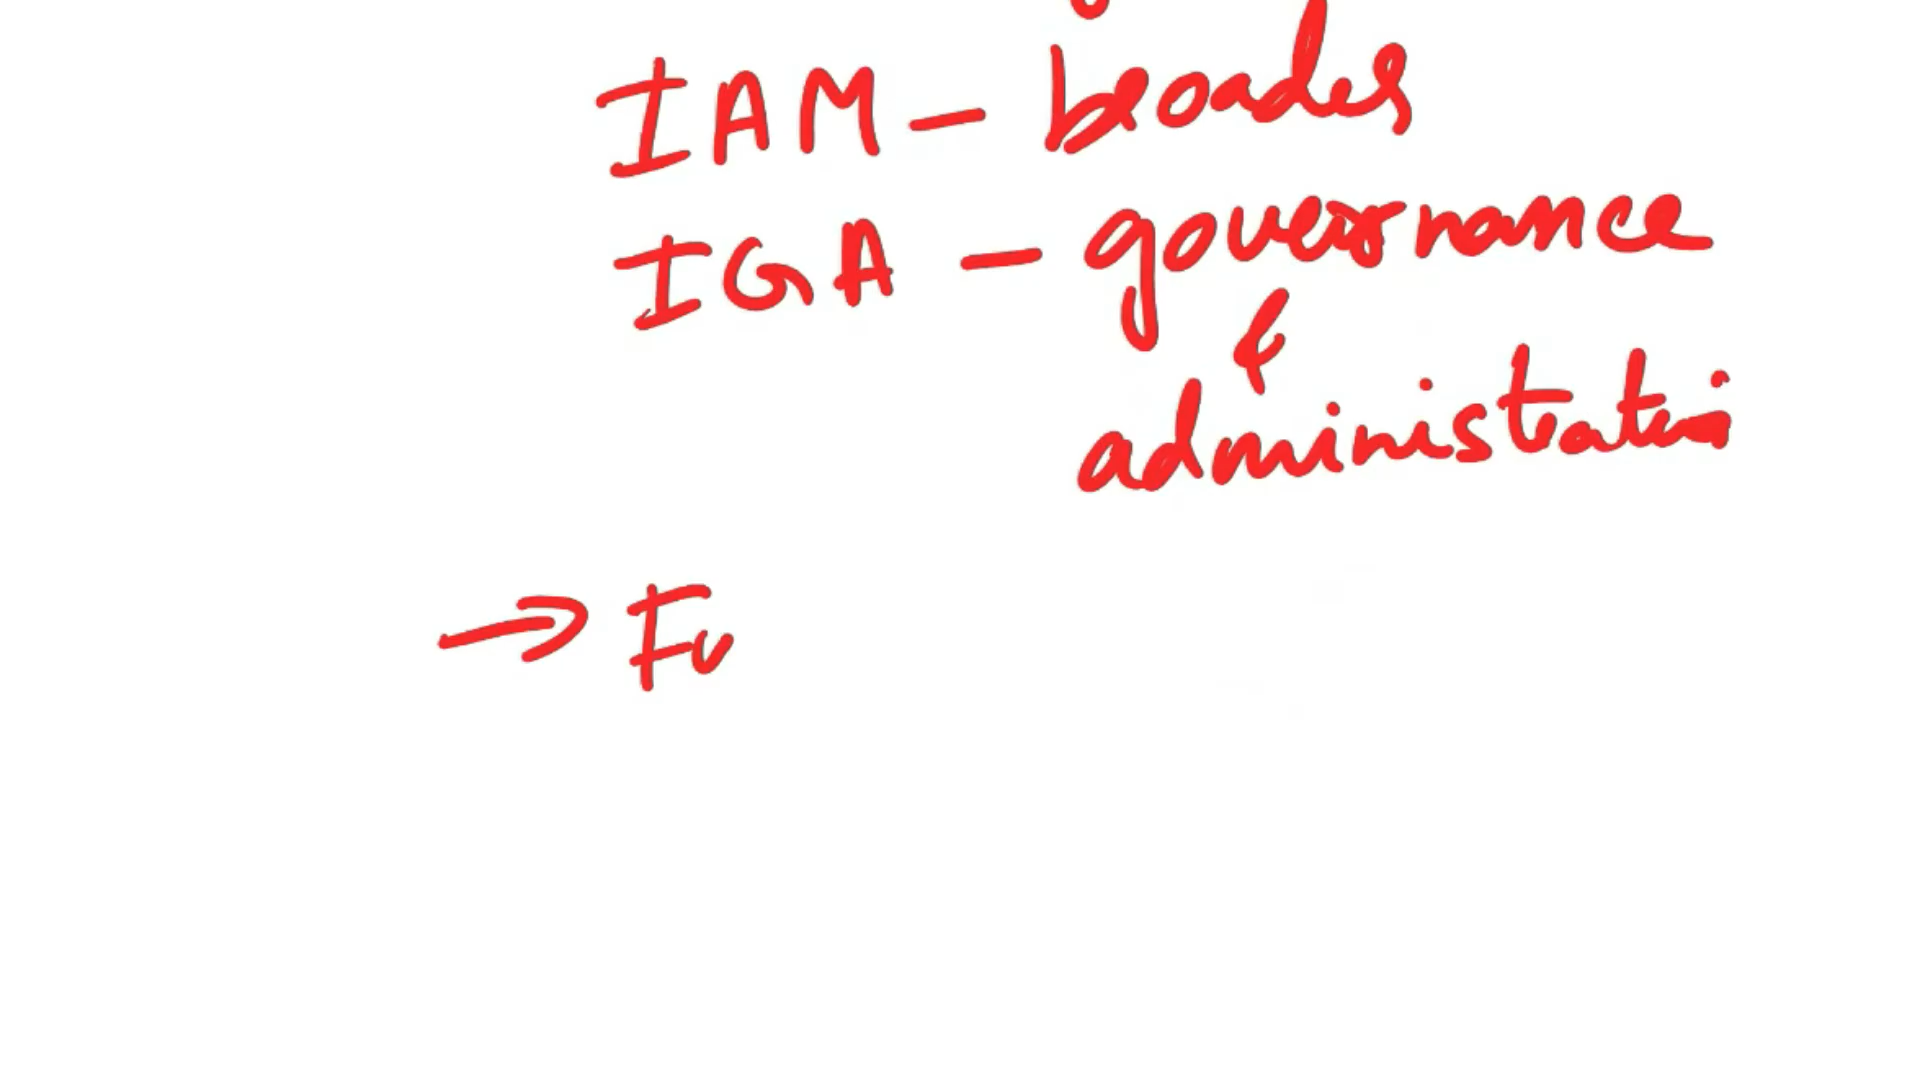 IAM - broader
IGA - governance
&
administration
→ Fu